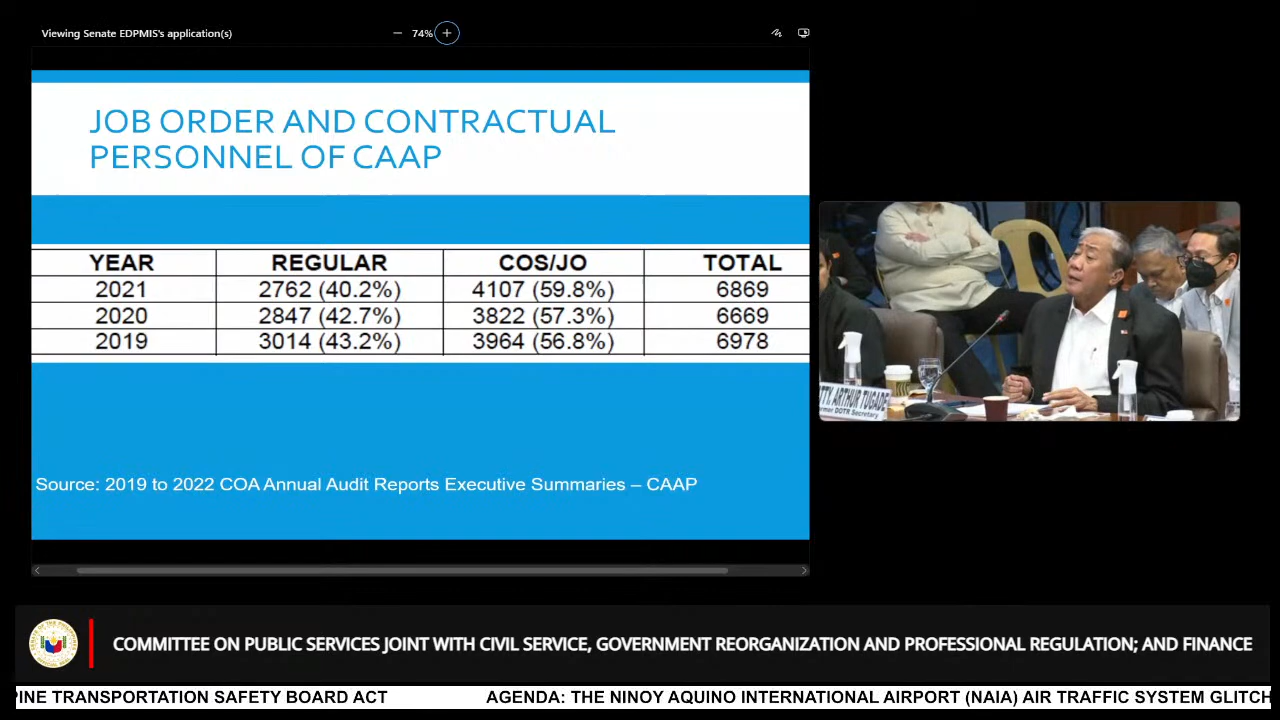 Viewing Senate EDPMIS's application(s)
74%
JOB ORDER AND CONTRACTUAL
PERSONNEL OF CAAP
YEAR REGULAR COS/JO TOTAL
2021 2762 (40.2%) 4107 (59.8%) 6869
2020 2847 (42.7%) 3822 (57.3%) 6669
2019 3014 (43.2%) 3964 (56.8%) 6978
Source: 2019 to 2022 COA Annual Audit Reports Executive Summaries – CAAP
ARTHUR TUGADE
DOTR Secretary
COMMITTEE ON PUBLIC SERVICES JOINT WITH CIVIL SERVICE, GOVERNMENT REORGANIZATION AND PROFESSIONAL REGULATION; AND FINANCE
PINE TRANSPORTATION SAFETY BOARD ACT AGENDA: THE NINOY AQUINO INTERNATIONAL AIRPORT (NAIA) AIR TRAFFIC SYSTEM GLITCH